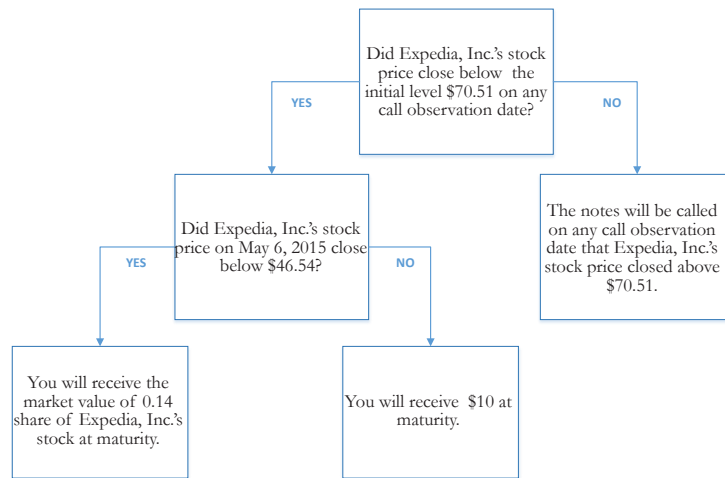 Did Expedia, Inc.'s stock
price close below the
initial level $70.51 on any
call observation date?
YES
NO
Did Expedia, Inc.'s stock
price on May 6, 2015 close
below $46.54?
The notes will be called
on any call observation
date that Expedia, Inc.'s
stock price closed above
$70.51.
YES
NO
You will receive the
market value of 0.14
share of Expedia, Inc.'s
stock at maturity.
You will receive $10 at
maturity.